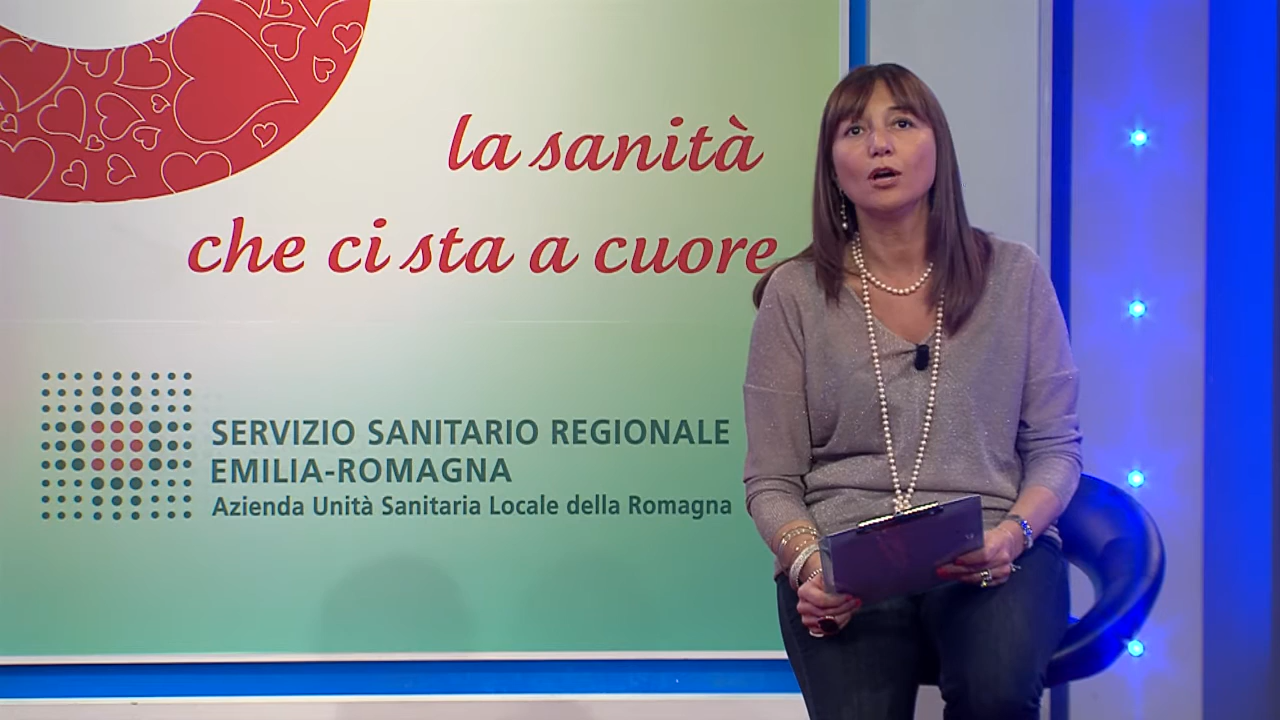 la sanità
che ci sta a cuore
SERVIZIO SANITARIO REGIONALE
EMILIA-ROMAGNA
Azienda Unità Sanitaria Locale della Romagna